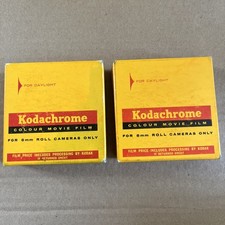 FOR DAYLIGHT
Kodachrome
COLOUR MOVIE FILM
FOR 8mm ROLL CAMERAS ONLY
FILM PRICE INCLUDES PROCESSING BY KODAK
FOR DAYLIGHT
Kodachrome
COLOUR MOVIE FILM
FOR 8mm ROLL CAMERAS ONLY
FILM PRICE INCLUDES PROCESSING BY KODAK